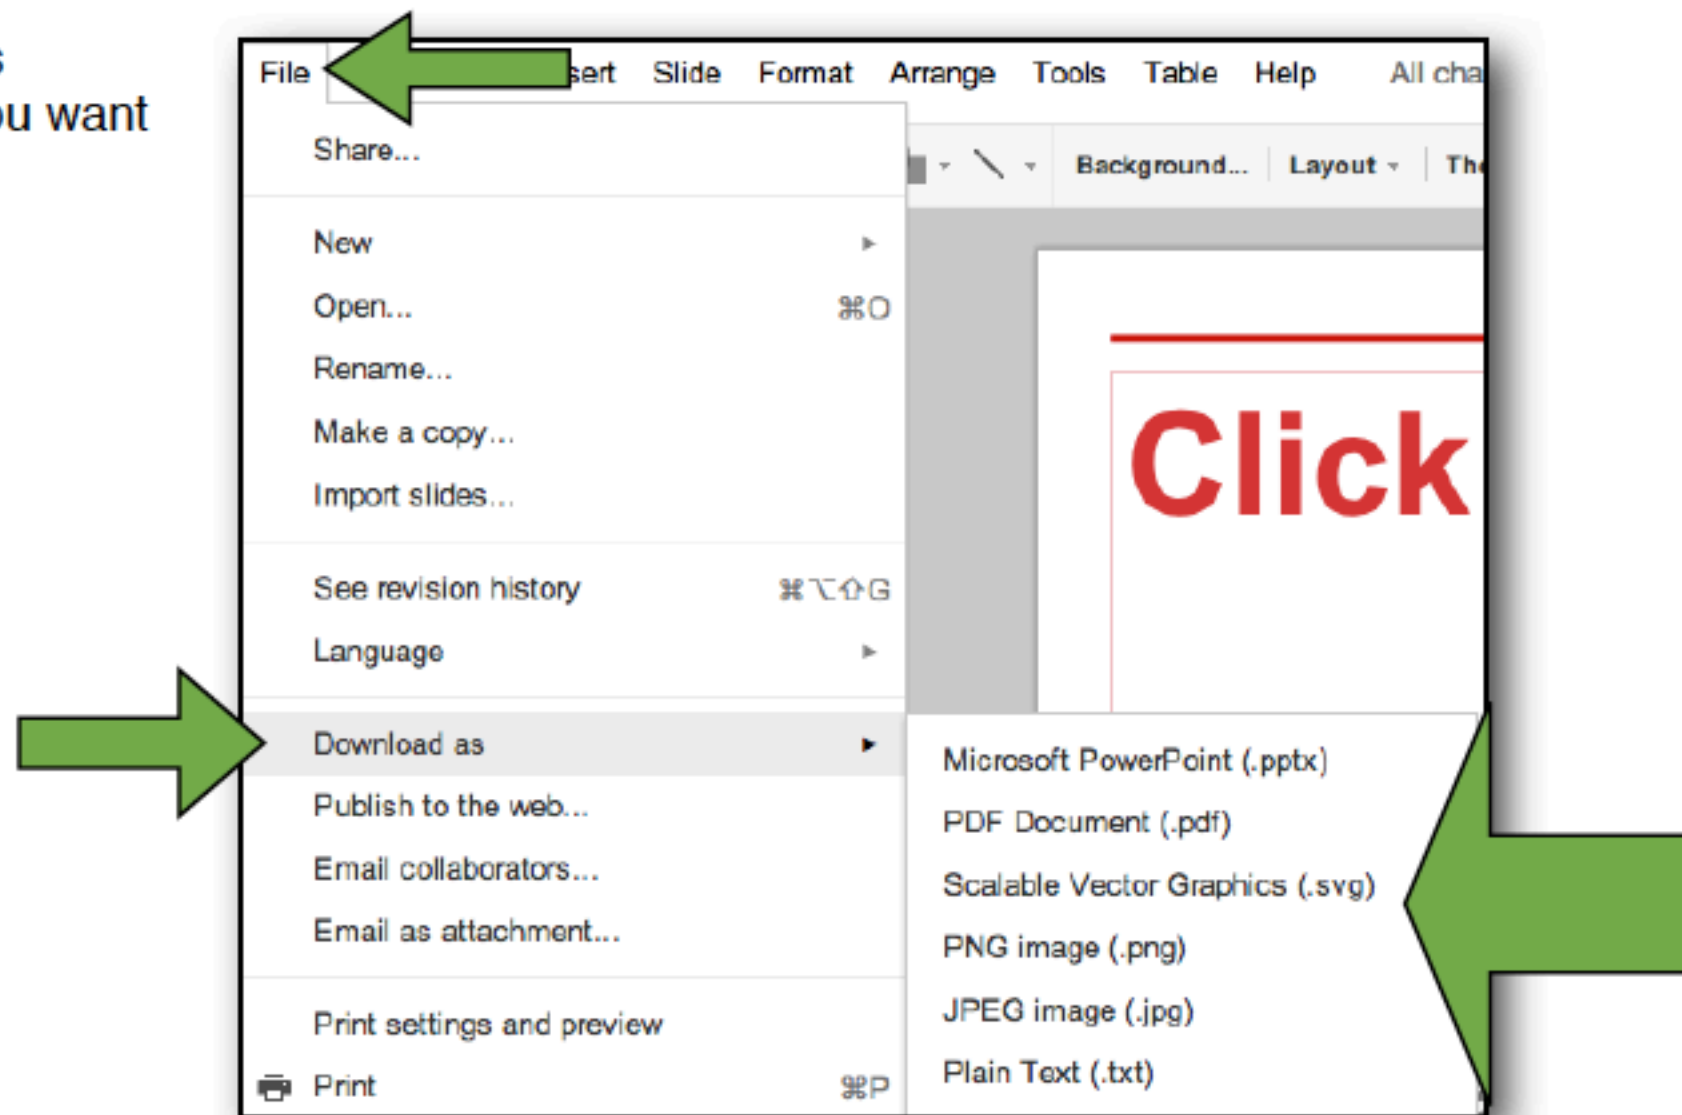 s
ou want
File sert Slide Format Arrange Tools Table Help All cha
Share...
Background... Layout The
New
Open... ⌘O
Rename...
Make a copy...
Import slides...
Click
See revision history ⌘⌥⇧G
Language
Download as
Publish to the web...
Email collaborators...
Email as attachment...
Print settings and preview
Print ⌘P
Microsoft PowerPoint (.pptx)
PDF Document (.pdf)
Scalable Vector Graphics (.svg)
PNG image (.png)
JPEG image (.jpg)
Plain Text (.txt)